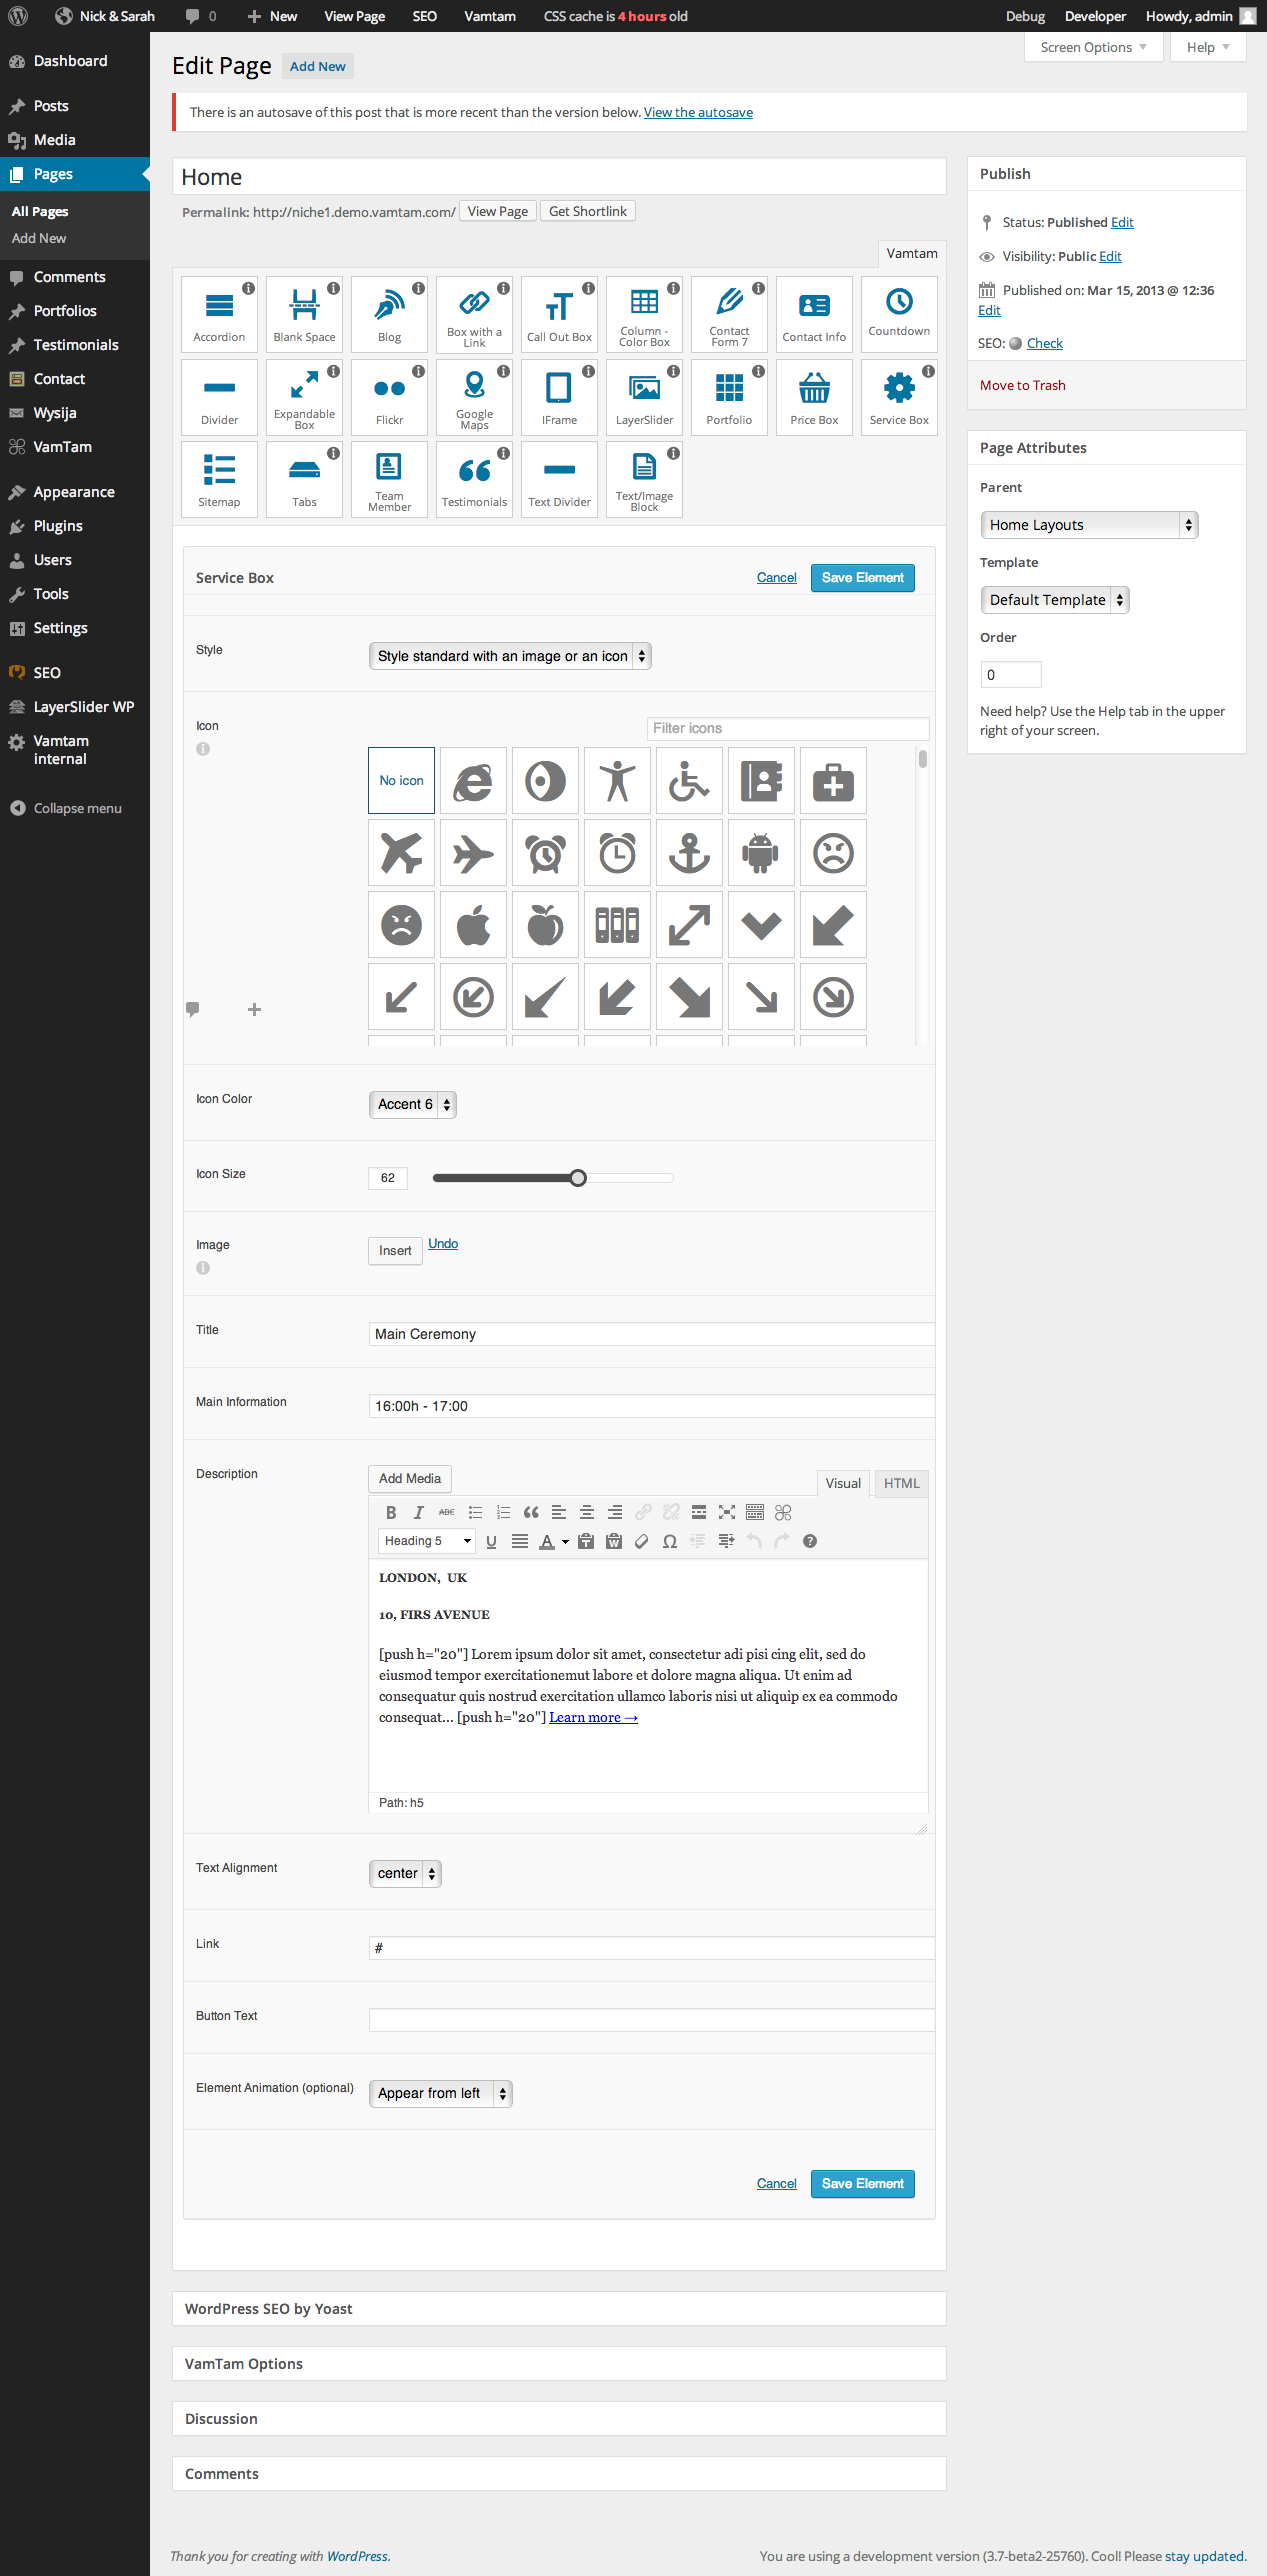 Nick & Sarah 0 New View Page SEO Vamtam CSS cache is 4 hours old Debug Developer Howdy, admin
Screen Options Help
Dashboard
Posts
Media
Pages
All Pages
Add New
Comments
Portfolios
Testimonials
Contact
Wysija
VamTam
Appearance
Plugins
Users
Tools
Settings
SEO
LayerSlider WP
Vamtam
internal
Collapse menu
Edit Page Add New
There is an autosave of this post that is more recent than the version below. View the autosave
Home
Permalink: http://niche1.demo.vamtam.com/ View Page Get Shortlink
Vamtam
Accordion
Blank Space
Blog
Box with a
Link
Call Out Box
Column -
Color Box
Contact
Form 7
Contact Info
Countdown
Divider
Expandable
Box
Flickr
Google
Maps
IFrame
LayerSlider
Portfolio
Price Box
Service Box
Sitemap
Tabs
Team
Member
Testimonials
Text Divider
Text/Image
Block
Service Box Cancel Save Element
Style Style standard with an image or an icon
Icon Filter icons
No icon
Icon Color Accent 6
Icon Size 62
Image Insert Undo
Title Main Ceremony
Main Information 16:00h - 17:00
Description Add Media Visual HTML
B I ABC
Heading 5 U A T W Ω ?
LONDON, UK
10, FIRS AVENUE
[push h="20"] Lorem ipsum dolor sit amet, consectetur adi pisi cing elit, sed do
eiusmod tempor exercitationemut labore et dolore magna aliqua. Ut enim ad
consequatur quis nostrud exercitation ullamco laboris nisi ut aliquip ex ea commodo
consequat... [push h="20"] Learn more →
Path: h5
Text Alignment center
Link #
Button Text
Element Animation (optional) Appear from left
Cancel Save Element
WordPress SEO by Yoast
VamTam Options
Discussion
Comments
Publish
Status: Published Edit
Visibility: Public Edit
Published on: Mar 15, 2013 @ 12:36
Edit
SEO: Check
Move to Trash
Page Attributes
Parent
Home Layouts
Template
Default Template
Order
0
Need help? Use the Help tab in the upper
right of your screen.
Thank you for creating with WordPress.
You are using a development version (3.7-beta2-25760). Cool! Please stay updated.